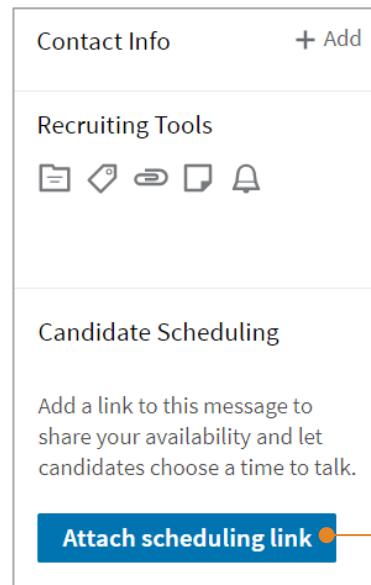 Contact Info + Add
Recruiting Tools
Candidate Scheduling
Add a link to this message to
share your availability and let
candidates choose a time to talk.
Attach scheduling link